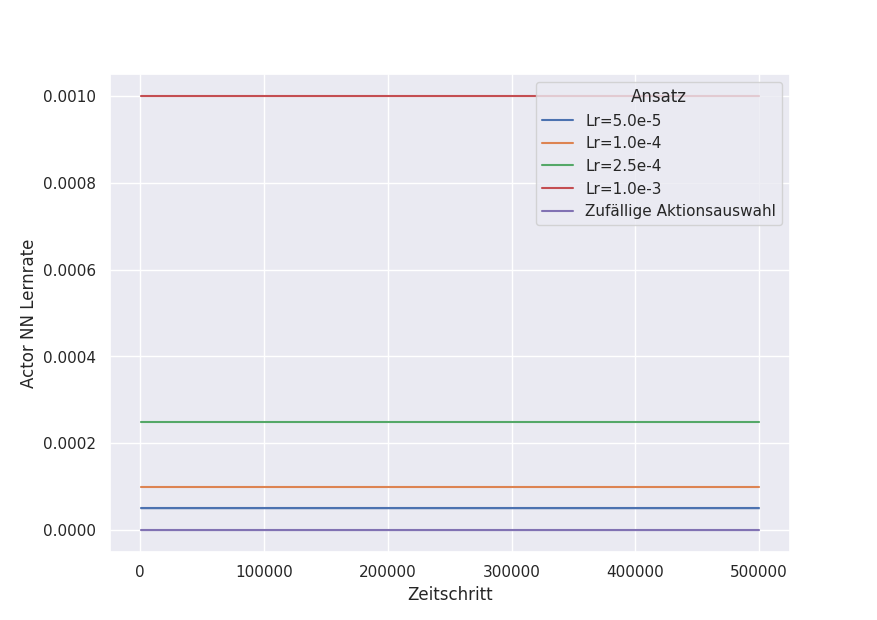 Actor NN Lernrate
0.0010
0.0008
0.0006
0.0004
0.0002
0.0000
Ansatz
Lr=5.0e-5
Lr=1.0e-4
Lr=2.5e-4
Lr=1.0e-3
Zufällige Aktionsauswahl
0 100000 200000 300000 400000 500000
Zeitschritt